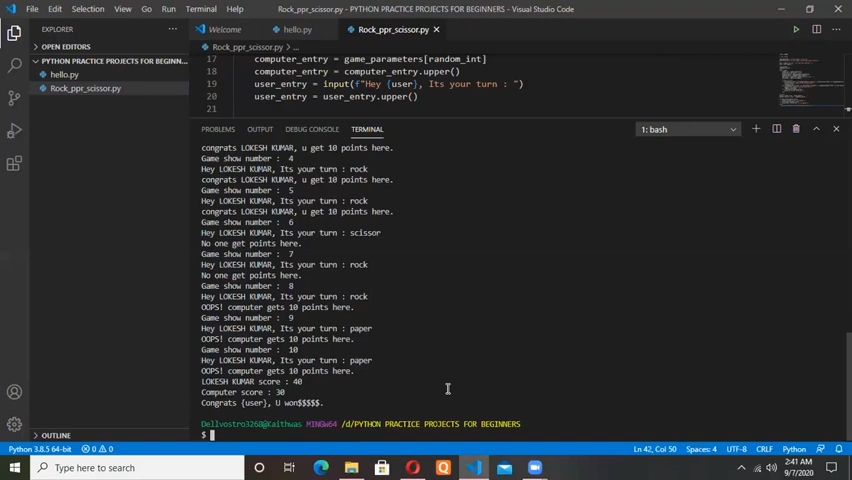 File Edit Selection View Go Run Terminal Help
Rock_ppr_scissor.py - PYTHON PRACTICE PROJECTS FOR BEGINNERS - Visual Studio Code
EXPLORER
OPEN EDITORS
PYTHON PRACTICE PROJECTS FOR BEGINN...
hello.py
Rock_ppr_scissor.py
OUTLINE
Welcome
hello.py
Rock_ppr_scissor.py
Rock_ppr_scissor.py > ...
17 computer_entry = game_parameters[random_int]
18 computer_entry = computer_entry.upper()
19 user_entry = input(f"Hey {user}, Its your turn : ")
20 user_entry = user_entry.upper()
21
PROBLEMS OUTPUT DEBUG CONSOLE TERMINAL
1: bash
congrats LOKESH KUMAR, u get 10 points here.
Game show number :  4
Hey LOKESH KUMAR, Its your turn : rock
congrats LOKESH KUMAR, u get 10 points here.
Game show number :  5
Hey LOKESH KUMAR, Its your turn : rock
congrats LOKESH KUMAR, u get 10 points here.
Game show number :  6
Hey LOKESH KUMAR, Its your turn : scissor
No one get points here.
Game show number :  7
Hey LOKESH KUMAR, Its your turn : rock
No one get points here.
Game show number :  8
Hey LOKESH KUMAR, Its your turn : rock
OOPS! computer gets 10 points here.
Game show number :  9
Hey LOKESH KUMAR, Its your turn : paper
OOPS! computer gets 10 points here.
Game show number :  10
Hey LOKESH KUMAR, Its your turn : paper
OOPS! computer gets 10 points here.
LOKESH KUMAR score : 40
Computer score : 30
Congrats {user}, U won$$$$$.
Dellvostro3268@Caithwas MINGW64 /d/PYTHON PRACTICE PROJECTS FOR BEGINNERS
$
Python 3.8.5 64-bit 0 0
Ln 42, Col 50 Spaces: 4 UTF-8 CRLF Python
Type here to search
2:41 AM
9/7/2020